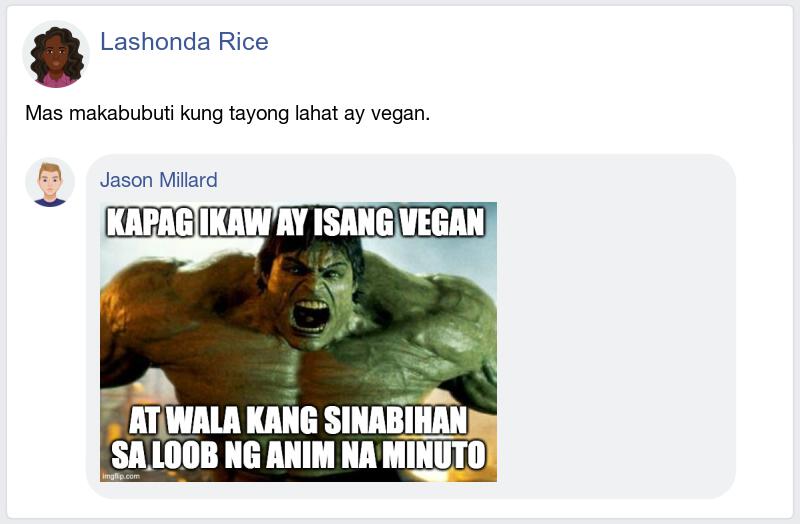 Lashonda Rice
Mas makabubuti kung tayong lahat ay vegan.
Jason Millard
KAPAG IKAW AY ISANG VEGAN
AT WALA KANG SINABIHAN
SA LOOB NG ANIM NA MINUTO
imgflip.com